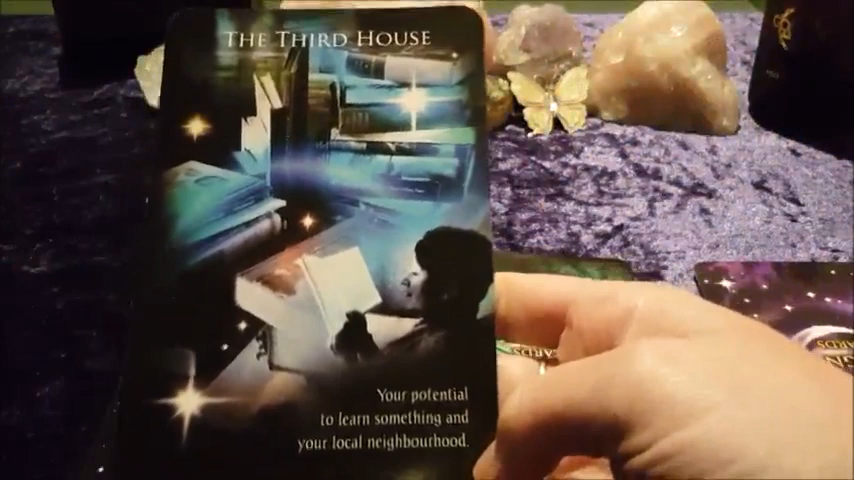 The Third House
Your potential
to learn something and
your local neighbourhood.